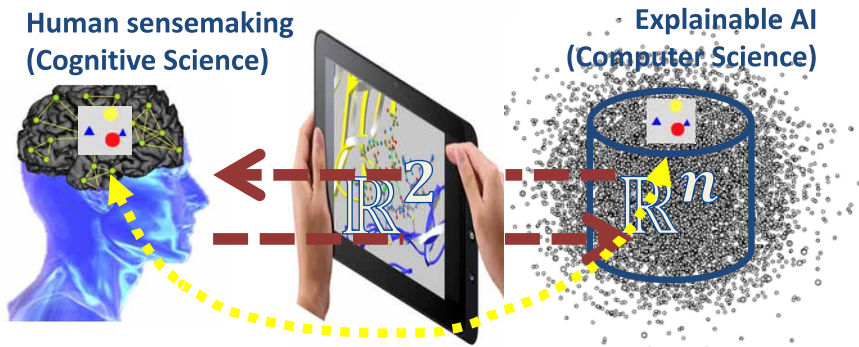 Human sensemaking
(Cognitive Science)
Explainable AI
(Computer Science)
ℝ²
ℝⁿ